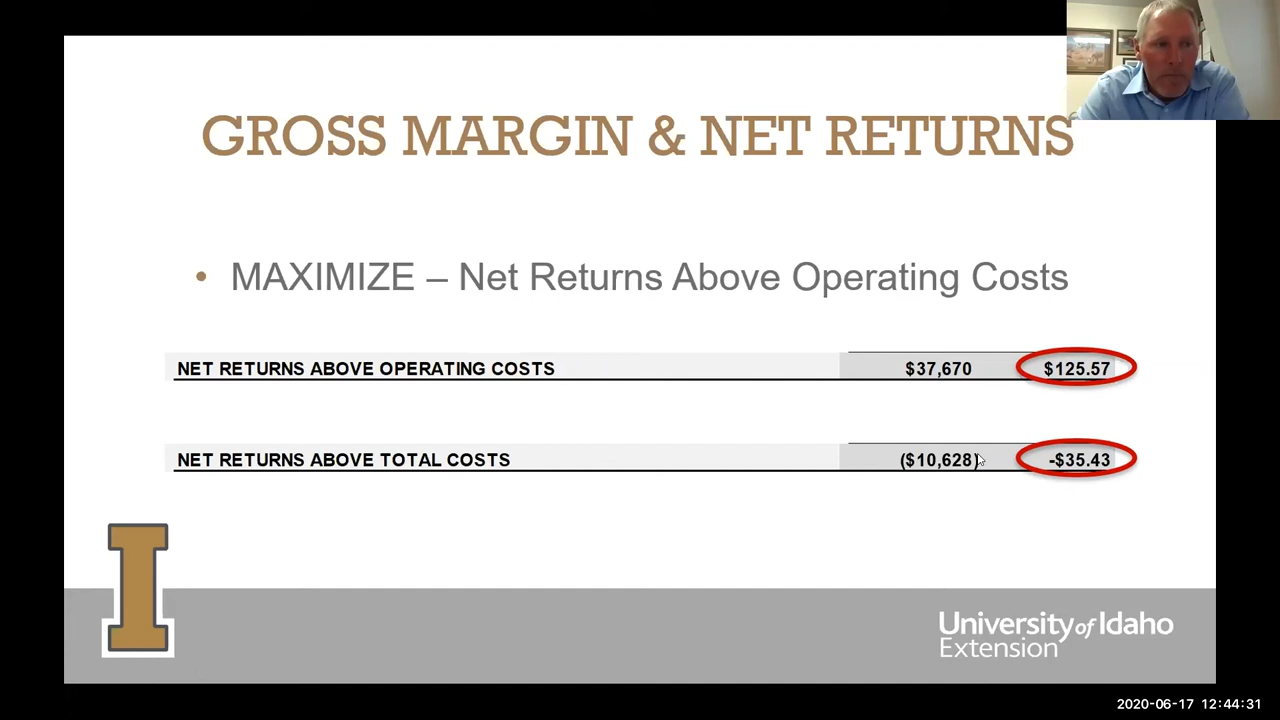 GROSS MARGIN & NET RETURNS
• MAXIMIZE – Net Returns Above Operating Costs
NET RETURNS ABOVE OPERATING COSTS $37,670 $125.57
NET RETURNS ABOVE TOTAL COSTS ($10,628) -$35.43
I
University of Idaho
Extension
2020-06-17 12:44:31